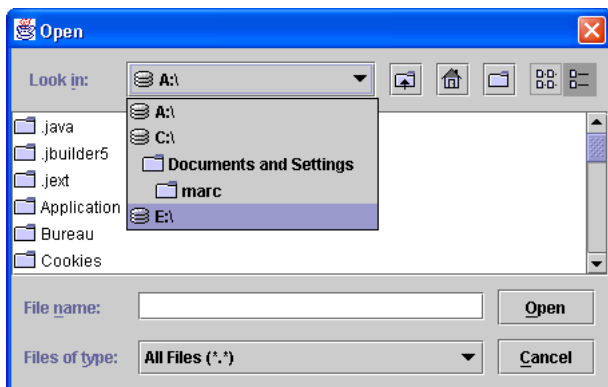 Open
Look in: A:\
A:\
C:\
Documents and Settings
marc
E:\
.java
.jbuilder5
.jext
Application
Bureau
Cookies
File name: Open
Files of type: All Files (*.*) Cancel